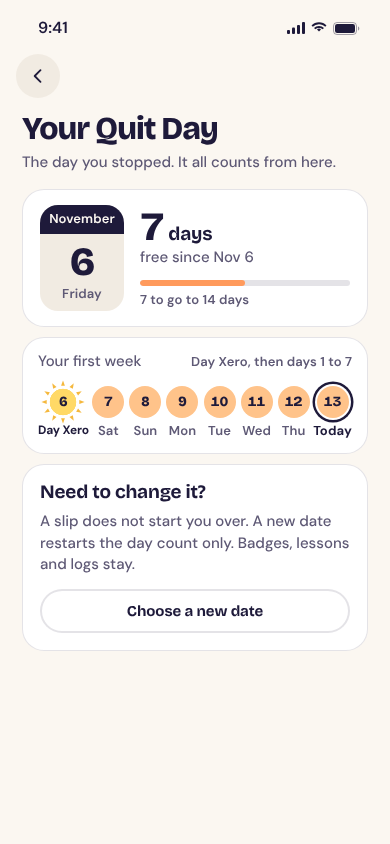 9:41
Your Quit Day
The day you stopped. It all counts from here.
November
6
Friday
7 days
free since Nov 6
7 to go to 14 days
Your first week
Day Xero, then days 1 to 7
6 7 8 9 10 11 12 13
Day Xero Sat Sun Mon Tue Wed Thu Today
Need to change it?
A slip does not start you over. A new date
restarts the day count only. Badges, lessons
and logs stay.
Choose a new date